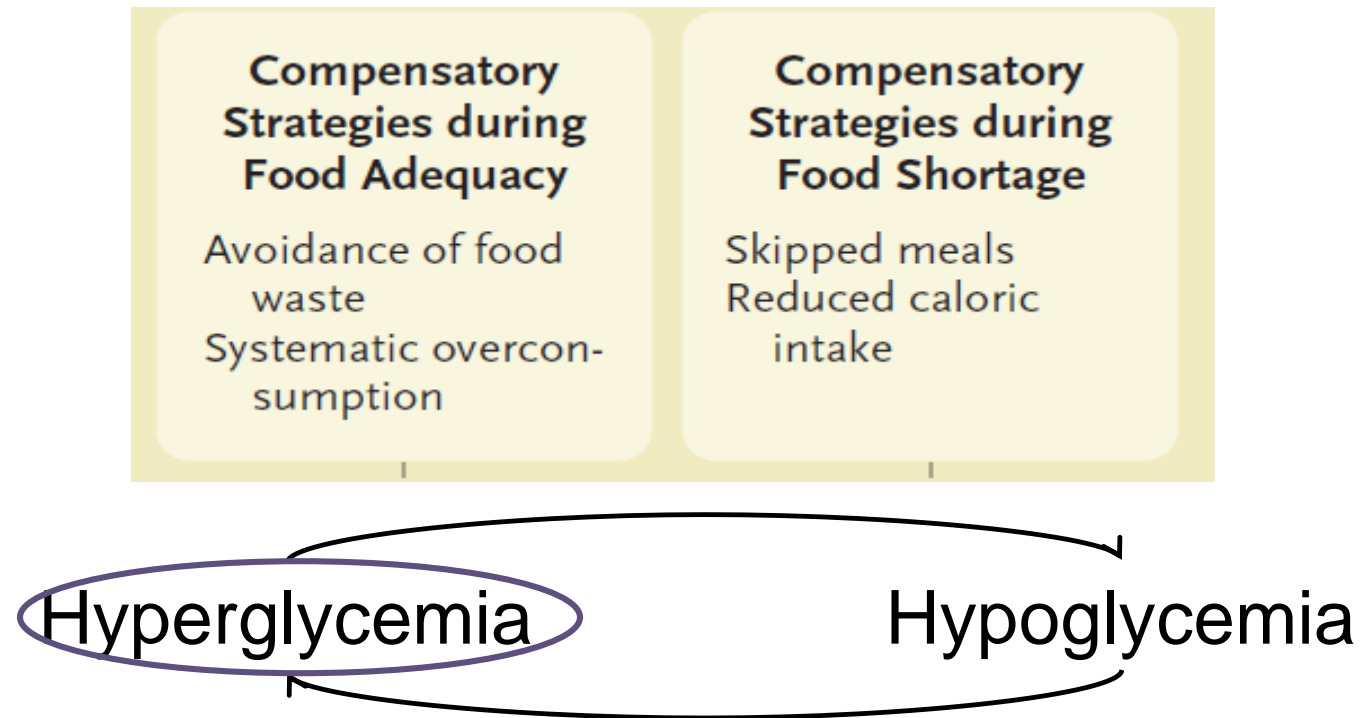 Compensatory
Strategies during
Food Adequacy
Avoidance of food
waste
Systematic overcon-
sumption
Compensatory
Strategies during
Food Shortage
Skipped meals
Reduced caloric
intake
Hyperglycemia
Hypoglycemia